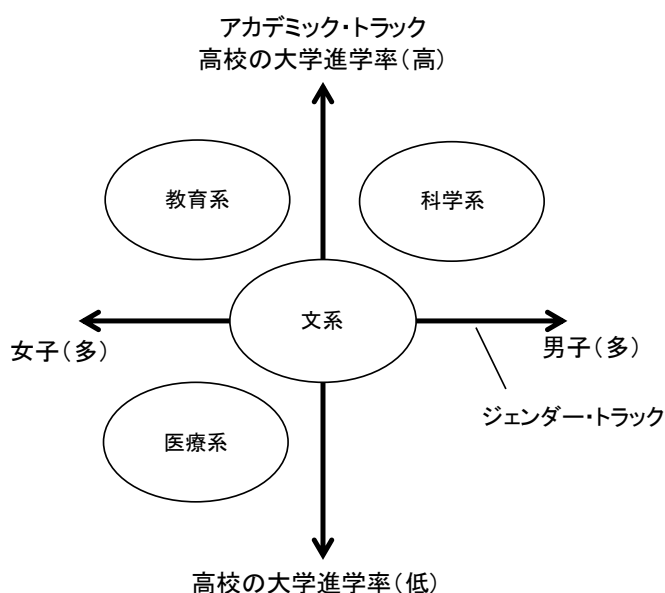 アカデミック・トラック
高校の大学進学率（高）
教育系
科学系
文系
女子（多）
男子（多）
医療系
ジェンダー・トラック
高校の大学進学率（低）